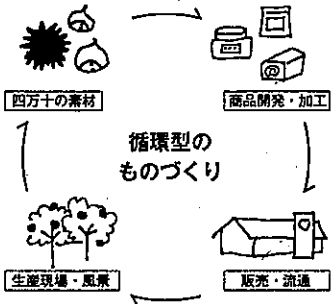 四万十の素材
商品開発・加工
循環型の
ものづくり
生産現場・風景
販売・流通